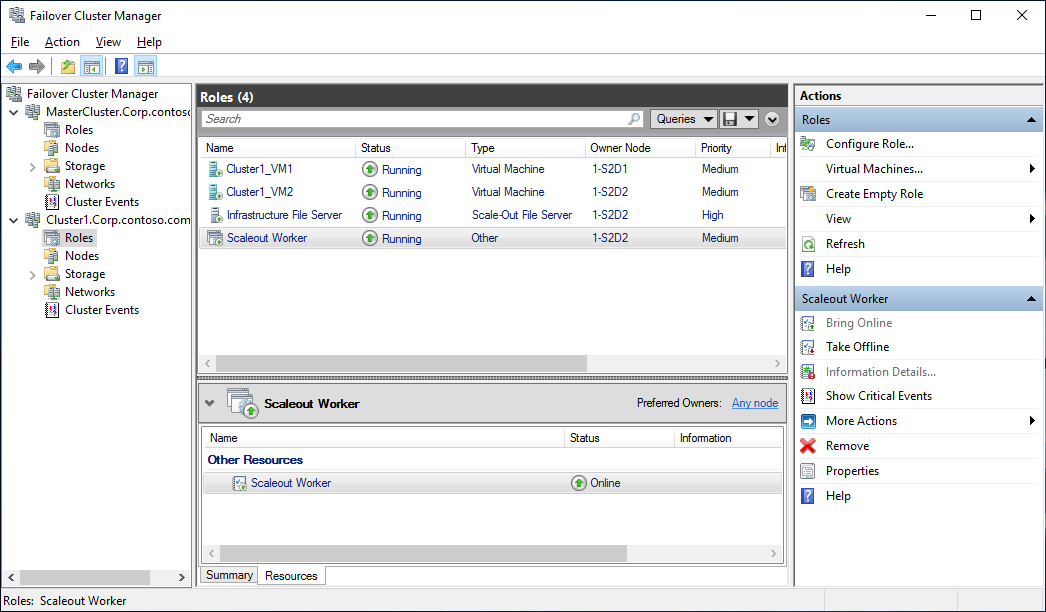 Failover Cluster Manager
File Action View Help
Failover Cluster Manager
MasterCluster.Corp.contoso
Roles
Nodes
Storage
Networks
Cluster Events
Cluster1.Corp.contoso.com
Roles
Nodes
Storage
Networks
Cluster Events
Roles (4)
Search Queries
Name Status Type Owner Node Priority Inf
Cluster1_VM1 Running Virtual Machine 1-S2D1 Medium
Cluster1_VM2 Running Virtual Machine 1-S2D2 Medium
Infrastructure File Server Running Scale-Out File Server 1-S2D2 High
Scaleout Worker Running Other 1-S2D2 Medium
Scaleout Worker Preferred Owners: Any node
Name Status Information
Other Resources
Scaleout Worker Online
Summary Resources
Actions
Roles
Configure Role...
Virtual Machines...
Create Empty Role
View
Refresh
Help
Scaleout Worker
Bring Online
Take Offline
Information Details...
Show Critical Events
More Actions
Remove
Properties
Help
Roles: Scaleout Worker